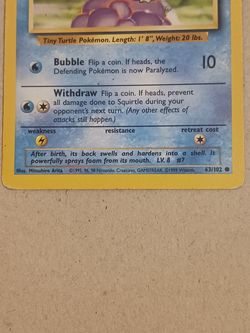 Tiny Turtle Pokémon. Length: 1' 8", Weight: 20 lbs.
Bubble Flip a coin. If heads, the
Defending Pokémon is now Paralyzed.
10
Withdraw Flip a coin. If heads, prevent
all damage done to Squirtle during your
opponent's next turn. (Any other effects of
attacks still happen.)
weakness resistance retreat cost
After birth, its back swells and hardens into a shell. It
powerfully sprays foam from its mouth. LV. 8 #7
Illus. Mitsuhiro Arita ©1995, 96, 98 Nintendo, Creatures, GAMEFREAK. ©1999 Wizards. 63/102